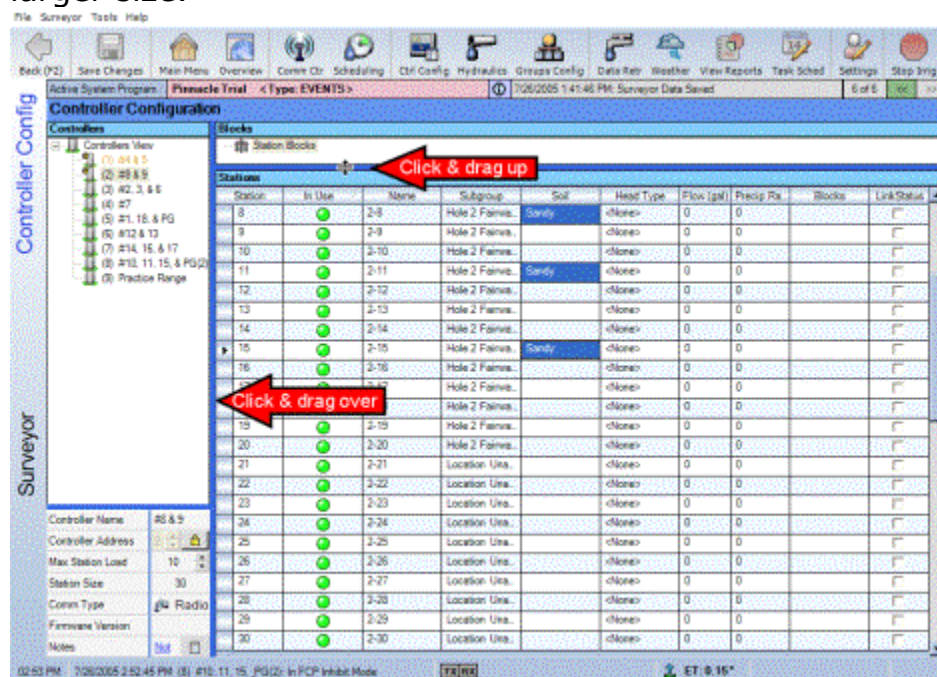 larger size.
File Surveyor Tools Help
Back (F2) Save Changes Main Menu Overview Comm Ctr Scheduling Ctrl Config Hydraulics Groups Config Data Retr Weather View Reports Task Sched Settings Stop Irrig
Active System Program Pinnacle Trial <Type: EVENTS> 7/26/2005 1:41:46 PM: Surveyor Data Saved 6 of 6
Controller Config
Surveyor
Controller Configuration
Controllers
Controllers View
(1) #4 & 5
(2) #8 & 9
(3) #2, 3, & 6
(4) #7
(5) #1, 18, & PG
(6) #12 & 13
(7) #14, 16, & 17
(8) #10, 11, 15, & PG(2)
(9) Practice Range
Controller Name #8 & 9
Controller Address
Max Station Load 10
Station Size 30
Comm Type Radio
Firmware Version
Notes Not
Blocks
Station Blocks
Click & drag up
Click & drag over
Stations
Station In Use Name Subgroup Soil Head Type Flow (gal) Precip Ra... Blocks LinkStatus
8 2-8 Hole 2 Fairwa... Sandy <None> 0 0
9 2-9 Hole 2 Fairwa... <None> 0 0
10 2-10 Hole 2 Fairwa... <None> 0 0
11 2-11 Hole 2 Fairwa... Sandy <None> 0 0
12 2-12 Hole 2 Fairwa... <None> 0 0
13 2-13 Hole 2 Fairwa... <None> 0 0
14 2-14 Hole 2 Fairwa... <None> 0 0
15 2-15 Hole 2 Fairwa... Sandy <None> 0 0
16 2-16 Hole 2 Fairwa... <None> 0 0
Hole 2 Fairwa... <None> 0 0
Hole 2 Fairwa... <None> 0 0
19 2-19 Hole 2 Fairwa... <None> 0 0
20 2-20 Hole 2 Fairwa... <None> 0 0
21 2-21 Location Una... <None> 0 0
22 2-22 Location Una... <None> 0 0
23 2-23 Location Una... <None> 0 0
24 2-24 Location Una... <None> 0 0
25 2-25 Location Una... <None> 0 0
26 2-26 Location Una... <None> 0 0
27 2-27 Location Una... <None> 0 0
28 2-28 Location Una... <None> 0 0
29 2-29 Location Una... <None> 0 0
30 2-30 Location Una... <None> 0 0
02:53 PM 7/26/2005 2:52:45 PM (8) #10, 11, 15, PG(2): In FCP Inhibit Mode TX RX ET: 0.15"